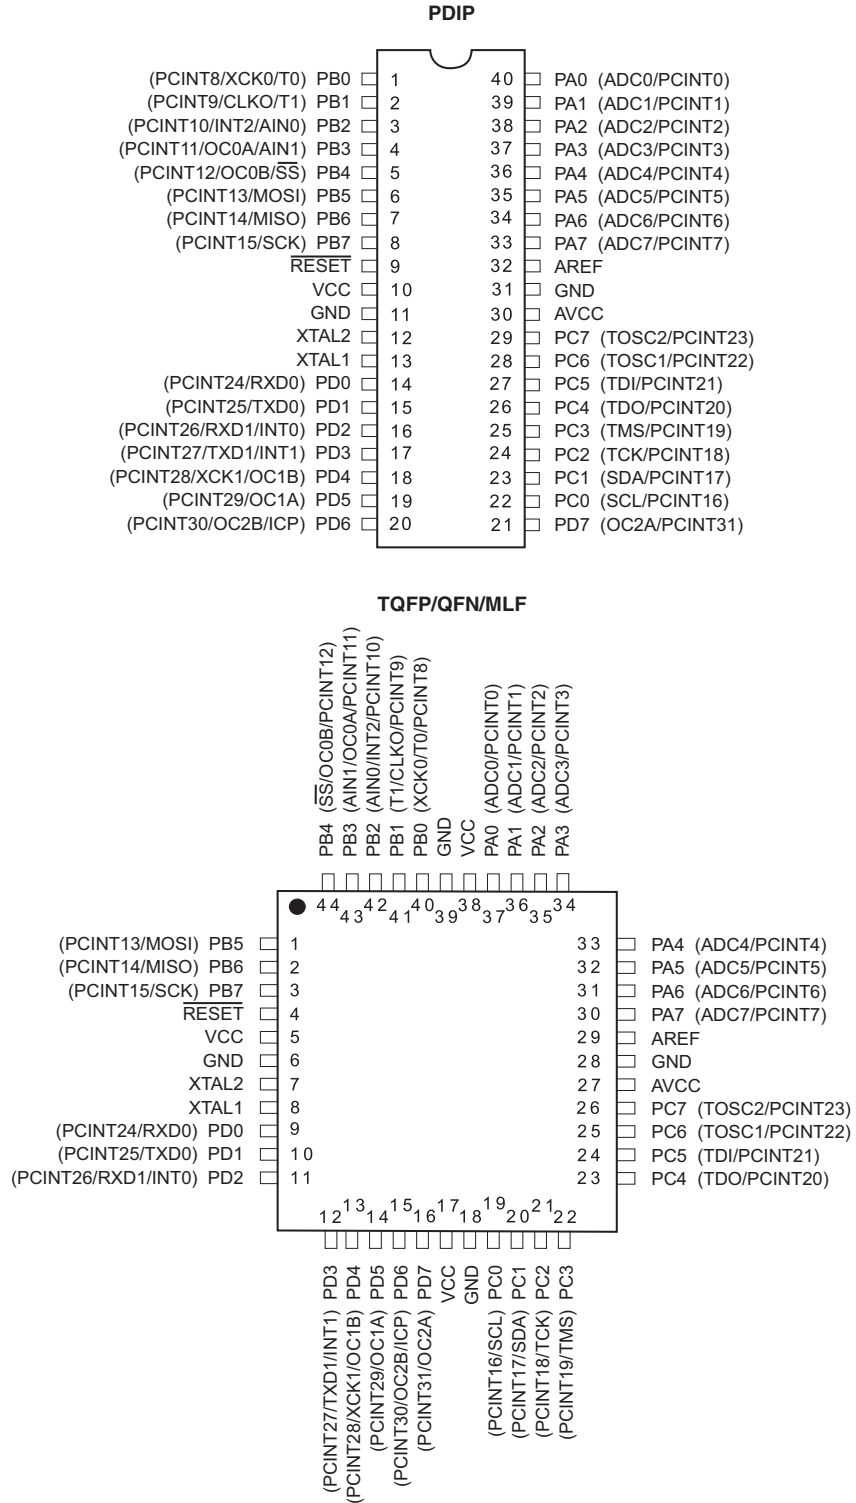 PDIP
(PCINT8/XCK0/T0) PB0 1 40 PA0 (ADC0/PCINT0)
(PCINT9/CLKO/T1) PB1 2 39 PA1 (ADC1/PCINT1)
(PCINT10/INT2/AIN0) PB2 3 38 PA2 (ADC2/PCINT2)
(PCINT11/OC0A/AIN1) PB3 4 37 PA3 (ADC3/PCINT3)
(PCINT12/OC0B/SS) PB4 5 36 PA4 (ADC4/PCINT4)
(PCINT13/MOSI) PB5 6 35 PA5 (ADC5/PCINT5)
(PCINT14/MISO) PB6 7 34 PA6 (ADC6/PCINT6)
(PCINT15/SCK) PB7 8 33 PA7 (ADC7/PCINT7)
RESET 9 32 AREF
VCC 10 31 GND
GND 11 30 AVCC
XTAL2 12 29 PC7 (TOSC2/PCINT23)
XTAL1 13 28 PC6 (TOSC1/PCINT22)
(PCINT24/RXD0) PD0 14 27 PC5 (TDI/PCINT21)
(PCINT25/TXD0) PD1 15 26 PC4 (TDO/PCINT20)
(PCINT26/RXD1/INT0) PD2 16 25 PC3 (TMS/PCINT19)
(PCINT27/TXD1/INT1) PD3 17 24 PC2 (TCK/PCINT18)
(PCINT28/XCK1/OC1B) PD4 18 23 PC1 (SDA/PCINT17)
(PCINT29/OC1A) PD5 19 22 PC0 (SCL/PCINT16)
(PCINT30/OC2B/ICP) PD6 20 21 PD7 (OC2A/PCINT31)
TQFP/QFN/MLF
PB4 (SS/OC0B/PCINT12)
PB3 (AIN1/OC0A/PCINT11)
PB2 (AIN0/INT2/PCINT10)
PB1 (T1/CLKO/PCINT9)
PB0 (XCK0/T0/PCINT8)
GND
VCC
PA0 (ADC0/PCINT0)
PA1 (ADC1/PCINT1)
PA2 (ADC2/PCINT2)
PA3 (ADC3/PCINT3)
44 43 42 41 40 39 38 37 36 35 34
(PCINT13/MOSI) PB5 1 33 PA4 (ADC4/PCINT4)
(PCINT14/MISO) PB6 2 32 PA5 (ADC5/PCINT5)
(PCINT15/SCK) PB7 3 31 PA6 (ADC6/PCINT6)
RESET 4 30 PA7 (ADC7/PCINT7)
VCC 5 29 AREF
GND 6 28 GND
XTAL2 7 27 AVCC
XTAL1 8 26 PC7 (TOSC2/PCINT23)
(PCINT24/RXD0) PD0 9 25 PC6 (TOSC1/PCINT22)
(PCINT25/TXD0) PD1 10 24 PC5 (TDI/PCINT21)
(PCINT26/RXD1/INT0) PD2 11 23 PC4 (TDO/PCINT20)
12 13 14 15 16 17 18 19 20 21 22
(PCINT27/TXD1/INT1) PD3
(PCINT28/XCK1/OC1B) PD4
(PCINT29/OC1A) PD5
(PCINT30/OC2B/ICP) PD6
(PCINT31/OC2A) PD7
VCC
GND
(PCINT16/SCL) PC0
(PCINT17/SDA) PC1
(PCINT18/TCK) PC2
(PCINT19/TMS) PC3